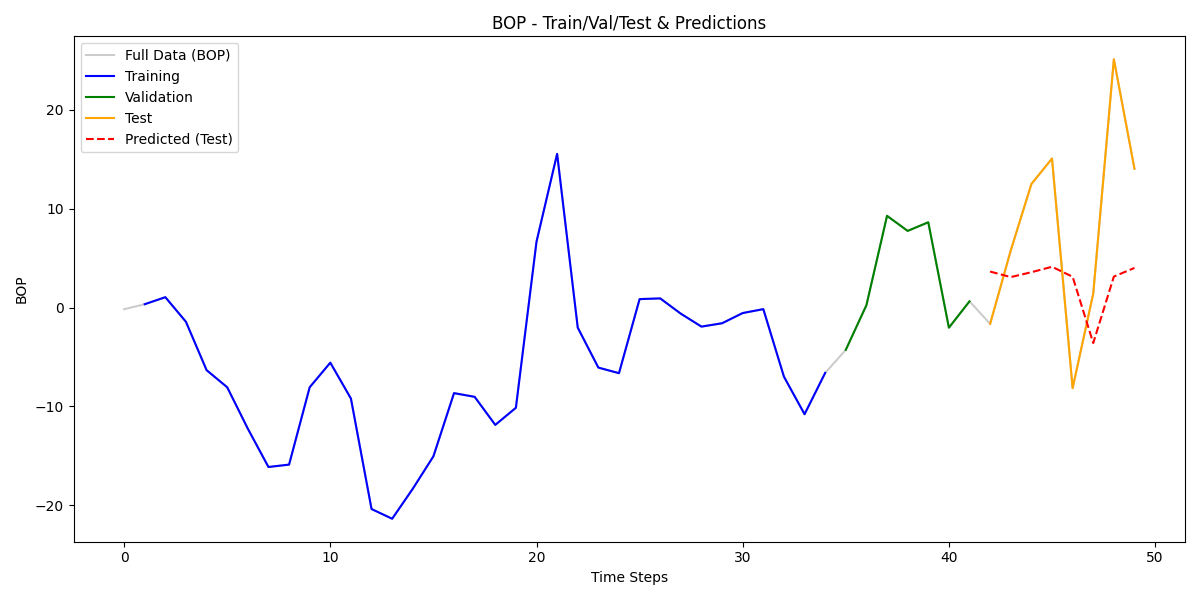 BOP - Train/Val/Test & Predictions
Full Data (BOP)
Training
Validation
Test
Predicted (Test)
BOP
20
10
0
−10
−20
0 10 20 30 40 50
Time Steps